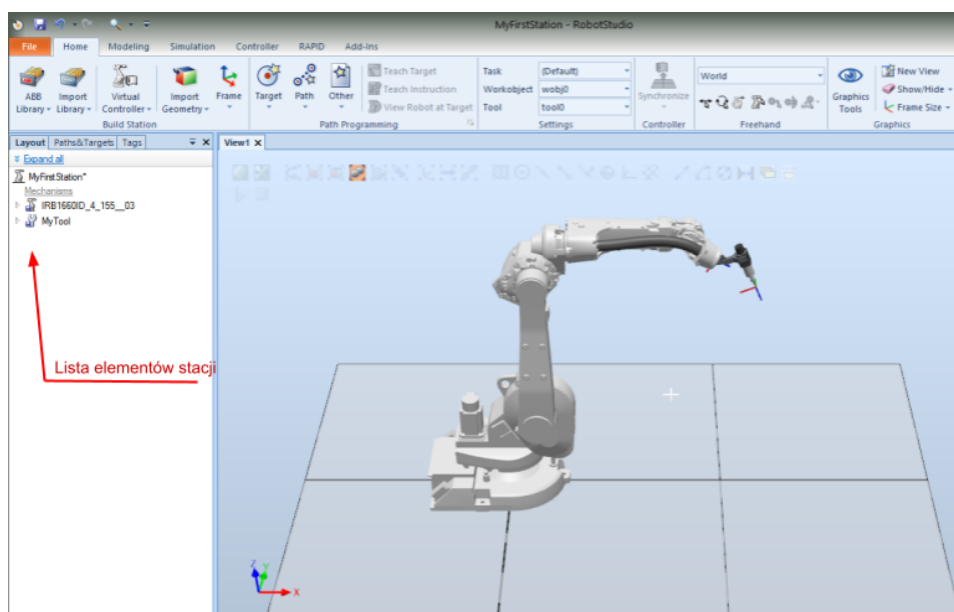 MyFirstStation - RobotStudio
File Home Modeling Simulation Controller RAPID Add-Ins
ABB Library
Import Library
Virtual Controller
Import Geometry
Frame
Build Station
Target
Path
Other
Teach Target
Teach Instruction
View Robot at Target
Path Programming
Task (Default)
Workobject wobj0
Tool tool0
Settings
Synchronize
Controller
World
Freehand
Graphics Tools
New View
Show/Hide
Frame Size
Graphics
Layout Paths&Targets Tags
View1
Expand all
MyFirstStation*
Mechanisms
IRB1660ID_4_155__03
MyTool
Lista elementów stacji
Z
Y
X